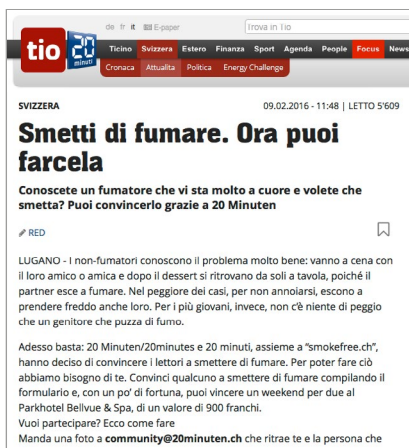 de fr it E-paper
Trova in Tio
tio 20 minuti
Ticino Svizzera Estero Finanza Sport Agenda People Focus News
Cronaca Attualità Politica Energy Challenge
SVIZZERA
09.02.2016 - 11:48 | LETTO 5'609
Smetti di fumare. Ora puoi
farcela
Conoscete un fumatore che vi sta molto a cuore e volete che
smetta? Puoi convincerlo grazie a 20 Minuten
RED
LUGANO - I non-fumatori conoscono il problema molto bene: vanno a cena con
il loro amico o amica e dopo il dessert si ritrovano da soli a tavola, poiché il
partner esce a fumare. Nel peggiore dei casi, per non annoiarsi, escono a
prendere freddo anche loro. Per i più giovani, invece, non c'è niente di peggio
che un genitore che puzza di fumo.
Adesso basta: 20 Minuten/20minutes e 20 minuti, assieme a "smokefree.ch",
hanno deciso di convincere i lettori a smettere di fumare. Per poter fare ciò
abbiamo bisogno di te. Convinci qualcuno a smettere di fumare compilando il
formulario e, con un po' di fortuna, puoi vincere un weekend per due al
Parkhotel Bellvue & Spa, di un valore di 900 franchi.
Vuoi partecipare? Ecco come fare
Manda una foto a community@20minuten.ch che ritrae te e la persona che